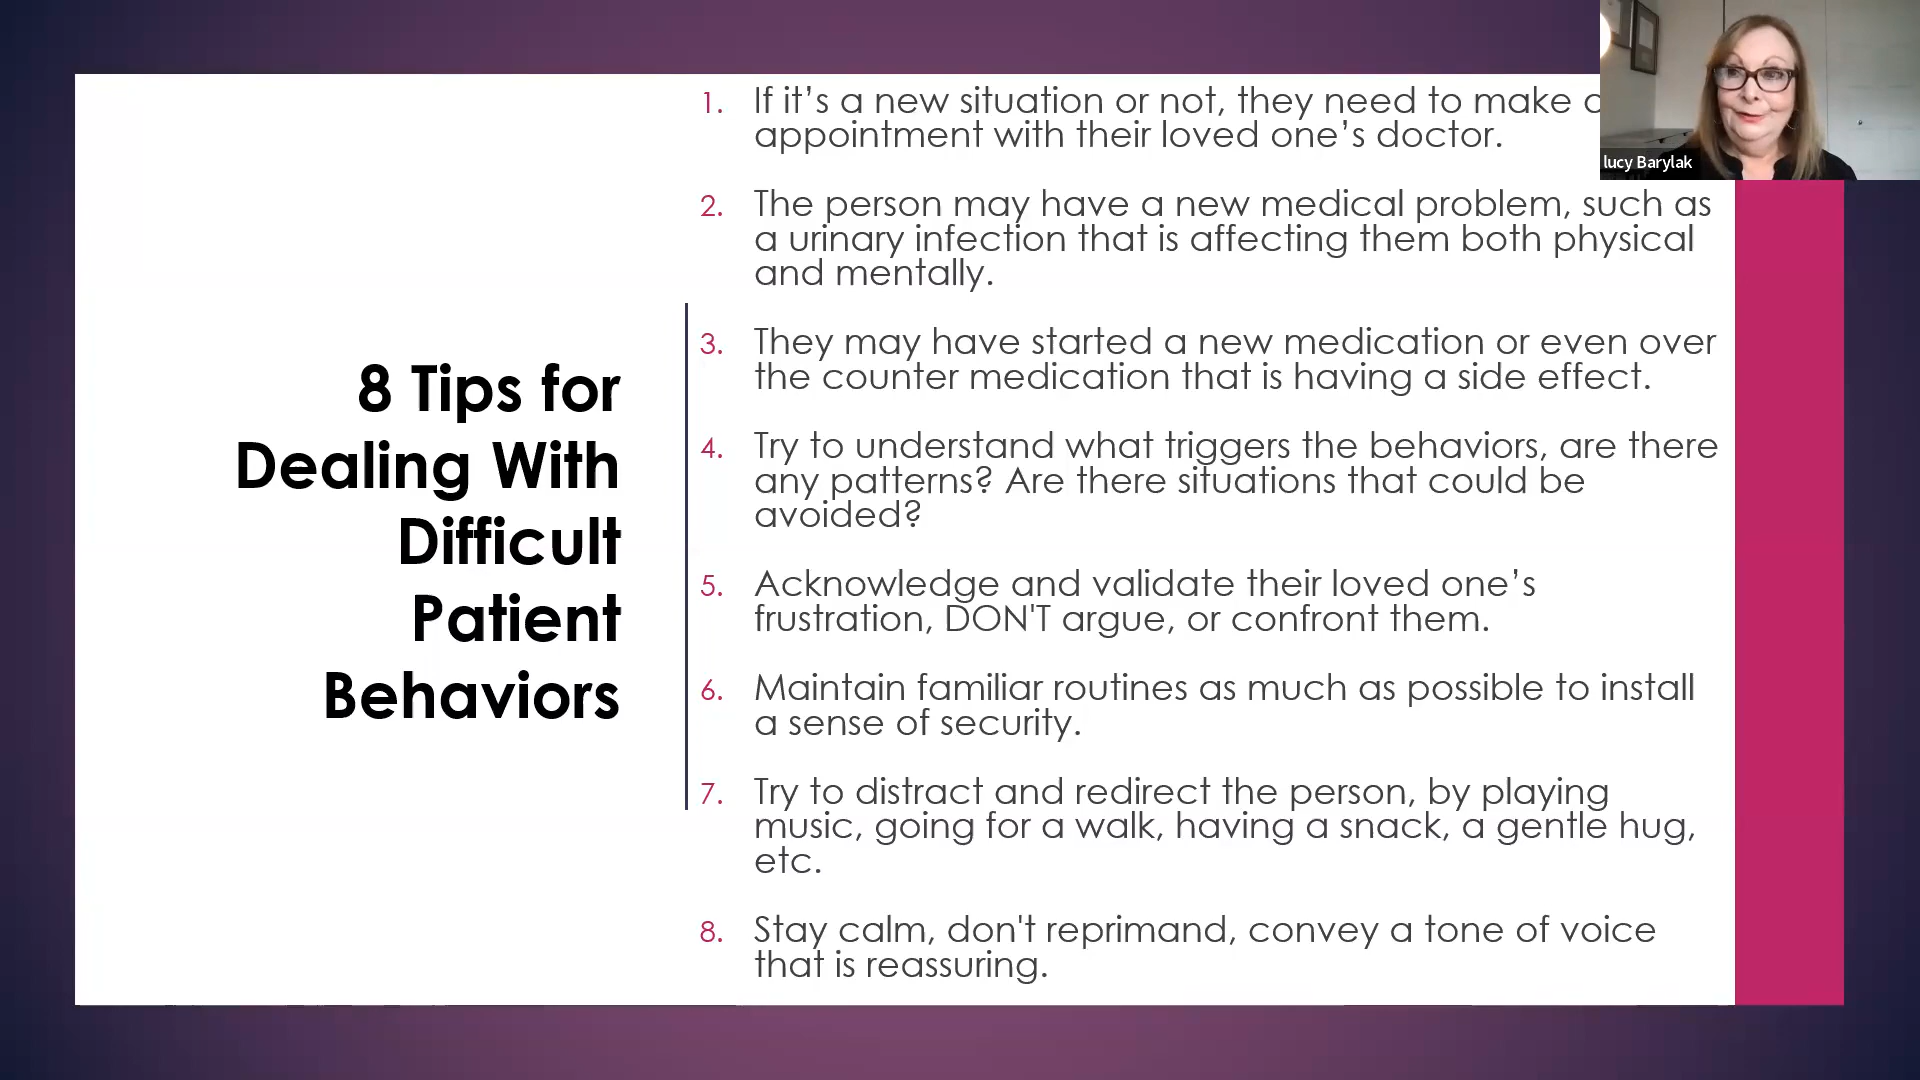 8 Tips for
Dealing With
Difficult
Patient
Behaviors
1. If it’s a new situation or not, they need to make
appointment with their loved one’s doctor.
2. The person may have a new medical problem, such as
a urinary infection that is affecting them both physical
and mentally.
3. They may have started a new medication or even over
the counter medication that is having a side effect.
4. Try to understand what triggers the behaviors, are there
any patterns? Are there situations that could be
avoided?
5. Acknowledge and validate their loved one’s
frustration, DON'T argue, or confront them.
6. Maintain familiar routines as much as possible to install
a sense of security.
7. Try to distract and redirect the person, by playing
music, going for a walk, having a snack, a gentle hug,
etc.
8. Stay calm, don't reprimand, convey a tone of voice
that is reassuring.
lucy Barylak